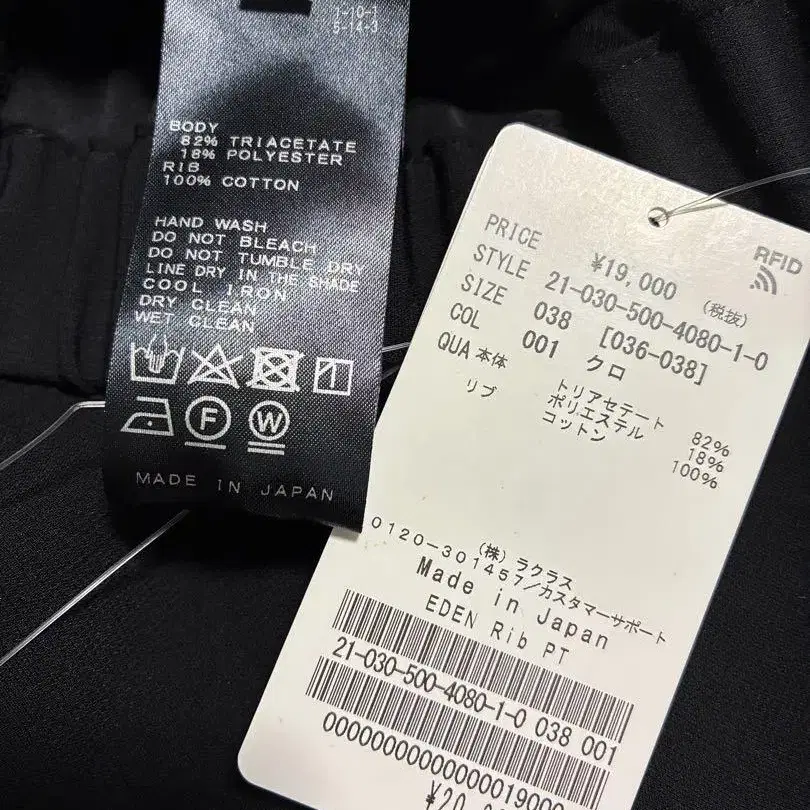 1-10-1
5-14-3
BODY
82% TRIACETATE
18% POLYESTER
RIB
100% COTTON
HAND WASH
DO NOT BLEACH
DO NOT TUMBLE DRY
LINE DRY IN THE SHADE
COOL IRON
DRY CLEAN
WET CLEAN
F
W
MADE IN JAPAN
RFID
PRICE ¥19,000 (税抜)
STYLE 21-030-500-4080-1-0
SIZE 038 [036-038]
COL 001 クロ
QUA 本体 トリアセテート 82%
ポリエステル 18%
リブ コットン 100%
(株) ラクラス
0120-301457/カスタマーサポート
Made in Japan
EDEN Rib PT
21-030-500-4080-1-0 038 001